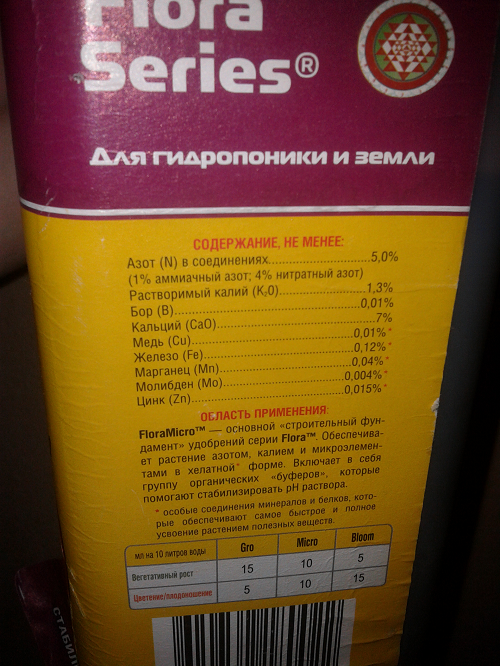 Flora
Series®
Для гидропоники и земли
СОДЕРЖАНИЕ, НЕ МЕНЕЕ:
Азот (N) в соединениях.......................5,0%
(1% аммиачный азот; 4% нитратный азот)
Растворимый калий (K₂0)......................1,3%
Бор (B)................................................0,01%
Кальций (CaO)........................................7%
Медь (Cu)..........................................0,01%*
Железо (Fe).......................................0,12%*
Марганец (Mn)...................................0,04%*
Молибден (Mo)................................0,004%*
Цинк (Zn).........................................0,015%*
ОБЛАСТЬ ПРИМЕНЕНИЯ:
FloraMicro™ — основной «строительный фун-
дамент» удобрений серии Flora™. Обеспечива-
ет растение азотом, калием и микроэлемен-
тами в хелатной* форме. Включает в себя
группу органических «буферов», которые
помогают стабилизировать pH раствора.
* особые соединения минералов и белков, кото-
рые обеспечивают самое быстрое и полное
усвоение растением полезных веществ.
мл на 10 литров воды Gro Micro Bloom
Вегетативный рост 15 10 5
Цветение/плодоношение 5 10 15
СТАБИЛ